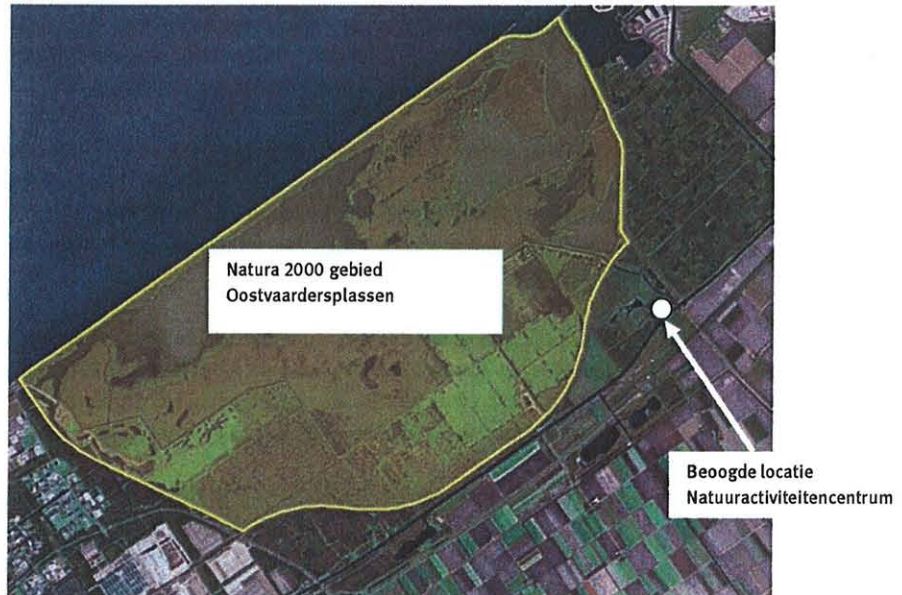 Natura 2000 gebied
Oostvaardersplassen
Beoogde locatie
Natuuractiviteitencentrum